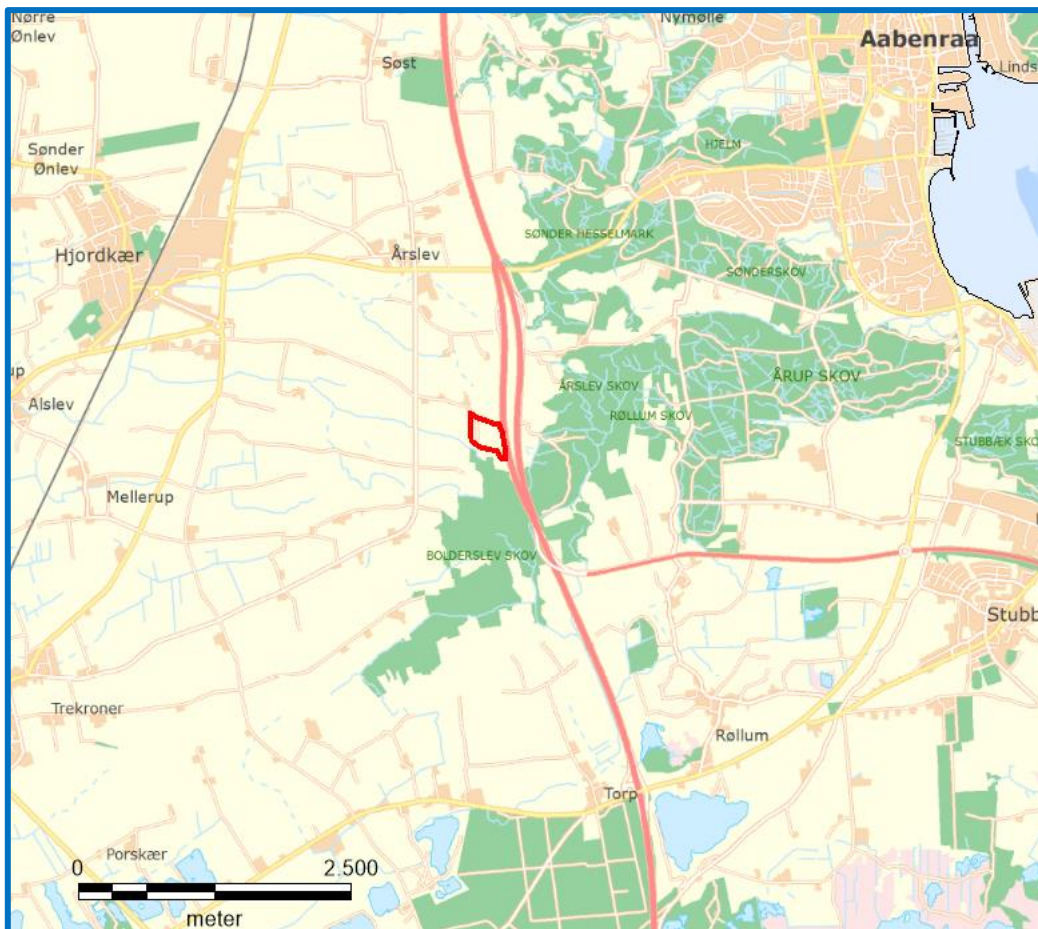 Nørre
Ønlev
Nymølle
Aabenraa
Søst
Linds
HJELM
Sønder
Ønlev
SØNDER HESSELMARK
Hjordkær
Årslev
SØNDERSKOV
up
ÅRSLEV SKOV
ÅRUP SKOV
Alslev
RØLLUM SKOV
STUBBÆK SKO
Mellerup
BOLDERSLEV SKOV
Stubb
Trekroner
Røllum
Torp
Porskær
0 2.500
meter